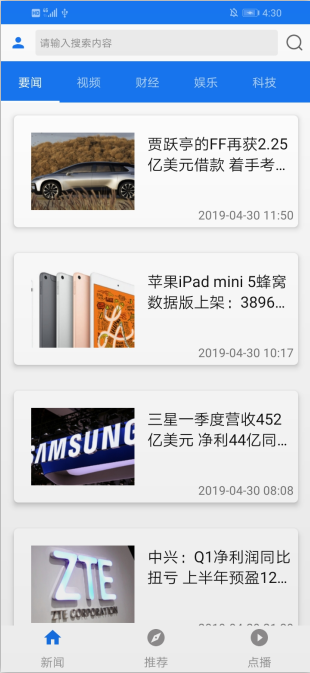 4:30
请输入搜索内容
要闻 视频 财经 娱乐 科技
贾跃亭的FF再获2.25
亿美元借款 着手考...
2019-04-30 11:50
苹果iPad mini 5蜂窝
数据版上架：3896...
2019-04-30 10:17
SAMSUNG
三星一季度营收452
亿美元 净利44亿同...
2019-04-30 08:08
ZTE
ZTE CORPORATION
中兴：Q1净利润同比
扭亏 上半年预盈12...
新闻 推荐 点播